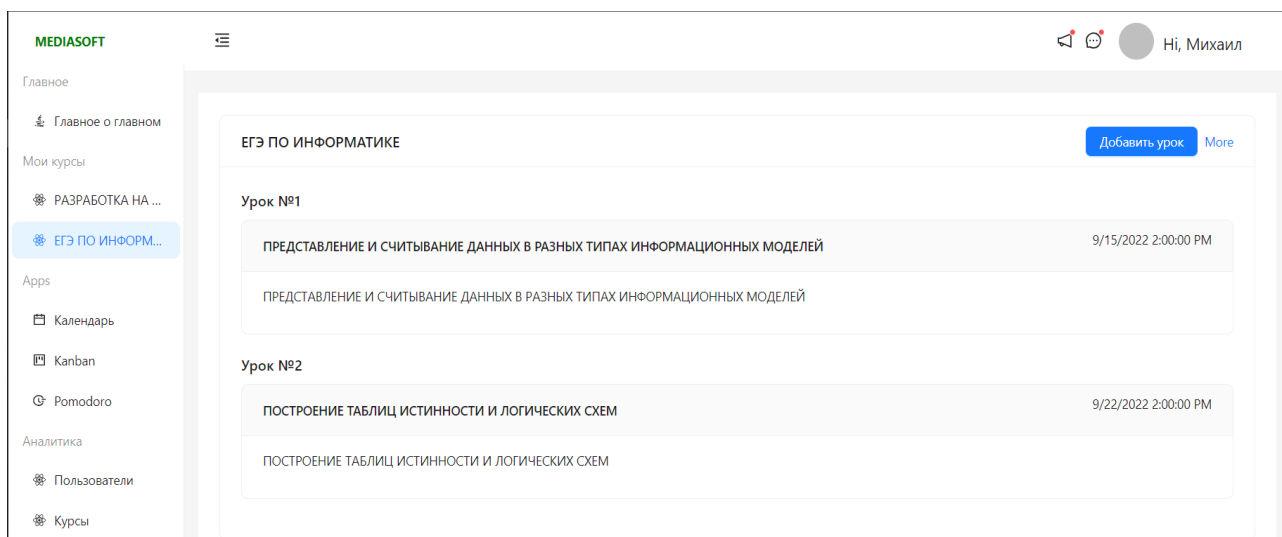 MEDIASOFT
Hi, Михаил
Главное
Главное о главном
Мои курсы
РАЗРАБОТКА НА ...
ЕГЭ ПО ИНФОРМ...
Apps
Календарь
Kanban
Pomodoro
Аналитика
Пользователи
Курсы
ЕГЭ ПО ИНФОРМАТИКЕ
Добавить урок
More
Урок №1
ПРЕДСТАВЛЕНИЕ И СЧИТЫВАНИЕ ДАННЫХ В РАЗНЫХ ТИПАХ ИНФОРМАЦИОННЫХ МОДЕЛЕЙ
9/15/2022 2:00:00 PM
ПРЕДСТАВЛЕНИЕ И СЧИТЫВАНИЕ ДАННЫХ В РАЗНЫХ ТИПАХ ИНФОРМАЦИОННЫХ МОДЕЛЕЙ
Урок №2
ПОСТРОЕНИЕ ТАБЛИЦ ИСТИННОСТИ И ЛОГИЧЕСКИХ СХЕМ
9/22/2022 2:00:00 PM
ПОСТРОЕНИЕ ТАБЛИЦ ИСТИННОСТИ И ЛОГИЧЕСКИХ СХЕМ